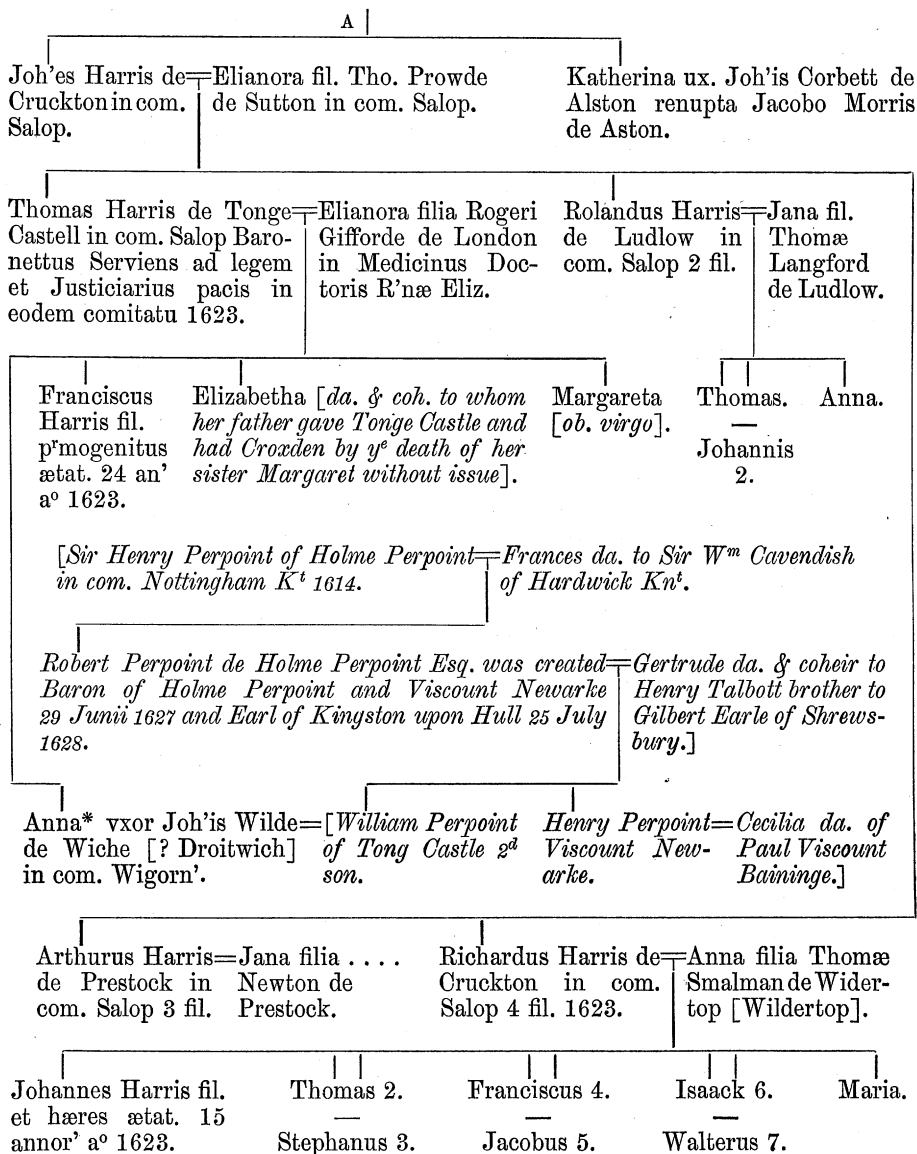 A
Joh'es Harris de=Elianora fil. Tho. Prowde
Cruckton in com. de Sutton in com. Salop.
Salop.
Katherina ux. Joh'is Corbett de
Alston renupta Jacobo Morris
de Aston.
Thomas Harris de Tonge=Elianora filia Rogeri
Castell in com. Salop Baro- Gifforde de London
nettus Serviens ad legem in Medicinus Doc-
et Justiciarius pacis in toris R'næ Eliz.
eodem comitatu 1623.
Rolandus Harris=Jana fil.
de Ludlow in Thomæ
com. Salop 2 fil. Langford
de Ludlow.
Franciscus
Harris fil.
pʳmogenitus
ætat. 24 an'
aº 1623.
Elizabetha [da. & coh. to whom
her father gave Tonge Castle and
had Croxden by yᵉ death of her
sister Margaret without issue].
Margareta
[ob. virgo].
Thomas.
—
Johannis
2.
Anna.
[Sir Henry Perpoint of Holme Perpoint=Frances da. to Sir Wᵐ Cavendish
in com. Nottingham Kᵗ 1614. of Hardwick Knᵗ.
Robert Perpoint de Holme Perpoint Esq. was created=Gertrude da. & coheir to
Baron of Holme Perpoint and Viscount Newarke Henry Talbott brother to
29 Junii 1627 and Earl of Kingston upon Hull 25 July Gilbert Earle of Shrews-
1628. bury.]
Anna* vxor Joh'is Wilde=[William Perpoint
de Wiche [? Droitwich] of Tong Castle 2ᵈ
in com. Wigorn'. son.
Henry Perpoint=Cecilia da. of
Viscount New- Paul Viscount
arke. Baininge.]
Arthurus Harris=Jana filia . . . .
de Prestock in Newton de
com. Salop 3 fil. Prestock.
Richardus Harris de=Anna filia Thomæ
Cruckton in com. Smalman de Wider-
Salop 4 fil. 1623. top [Wildertop].
Johannes Harris fil.
et hæres ætat. 15
annor' aº 1623.
Thomas 2.
—
Stephanus 3.
Franciscus 4.
—
Jacobus 5.
Isaack 6.
—
Walterus 7.
Maria.